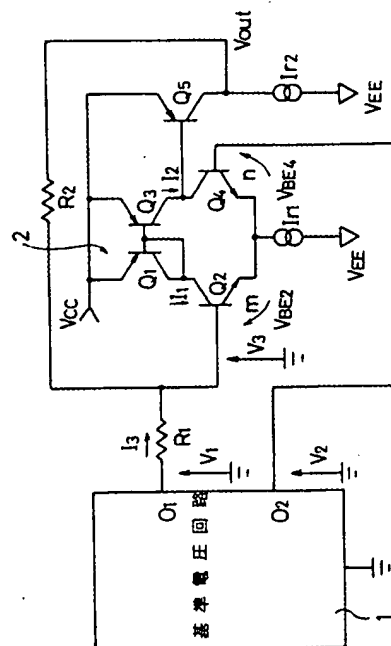 2
R2
VCC
Q1
Q3
Q5
Vout
I1
I2
Q2
Q4
m
n
VBE2
VBE4
I3
R1
V3
V1
V2
Ir1
Ir2
VEE
VEE
O1
O2
基準電圧回路
1